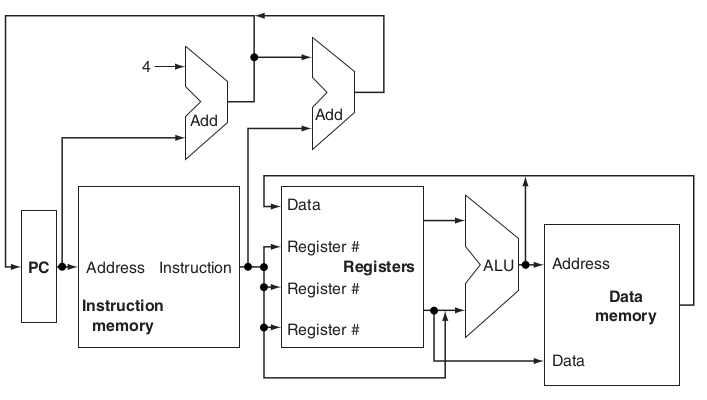 4
Add
Add
Data
Register #
Registers
Register #
Register #
PC
Address
Instruction
Instruction
memory
ALU
Address
Data
memory
Data